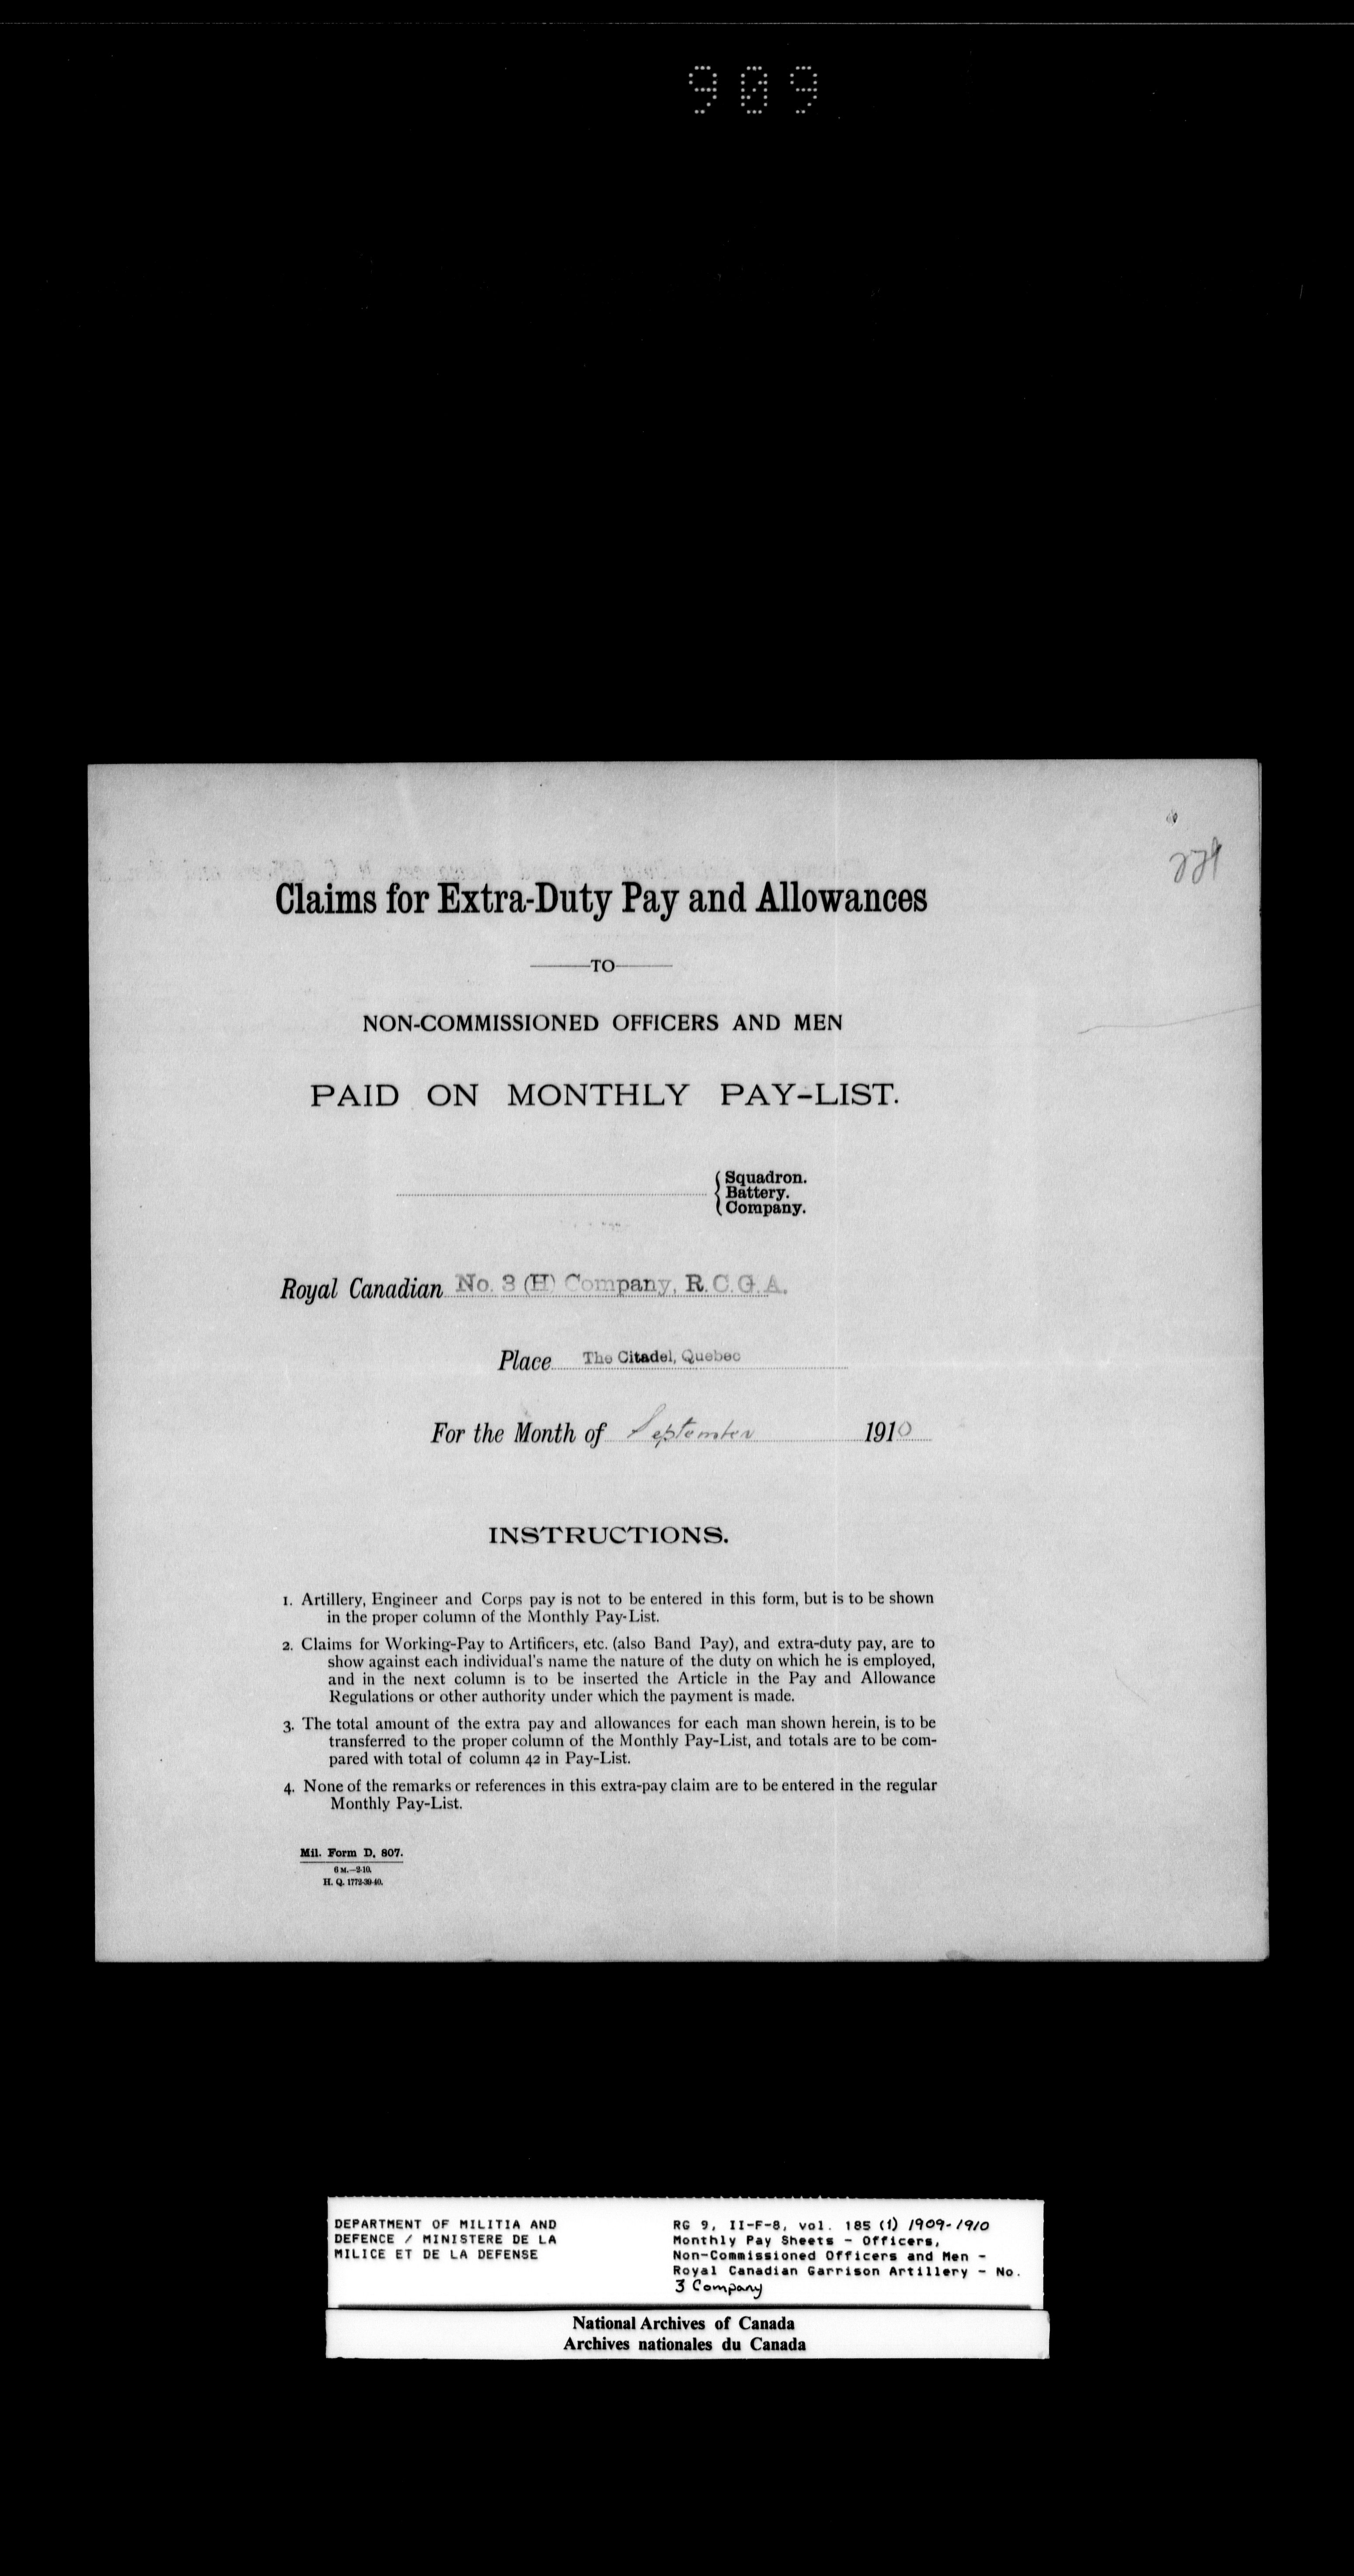 909
Claims for Extra-Duty Pay and Allowances
TO
NON-COMMISSIONED OFFICERS AND MEN
PAID ON MONTHLY PAY-LIST.
Squadron.
Battery.
Company.
Royal Canadian No. 3 (H) Company, R.C.G.A.
Place The Citadel, Quebec
For the Month of September 1910
INSTRUCTIONS.
1. Artillery, Engineer and Corps pay is not to be entered in this form, but is to be shown
in the proper column of the Monthly Pay-List.
2. Claims for Working-Pay to Artificers, etc. (also Band Pay), and extra-duty pay, are to
show against each individual's name the nature of the duty on which he is employed,
and in the next column is to be inserted the Article in the Pay and Allowance
Regulations or other authority under which the payment is made.
3. The total amount of the extra pay and allowances for each man shown herein, is to be
transferred to the proper column of the Monthly Pay-List, and totals are to be com-
pared with total of column 42 in Pay-List.
4. None of the remarks or references in this extra-pay claim are to be entered in the regular
Monthly Pay-List.
Mil. Form D. 807.
6 M.—2-10.
H. Q. 1772-39-40.
DEPARTMENT OF MILITIA AND
DEFENCE / MINISTERE DE LA
MILICE ET DE LA DEFENSE
RG 9, II-F-8, vol. 185 (1) 1909-1910
Monthly Pay Sheets - Officers,
Non-Commissioned Officers and Men -
Royal Canadian Garrison Artillery - No.
3 Company
National Archives of Canada
Archives nationales du Canada